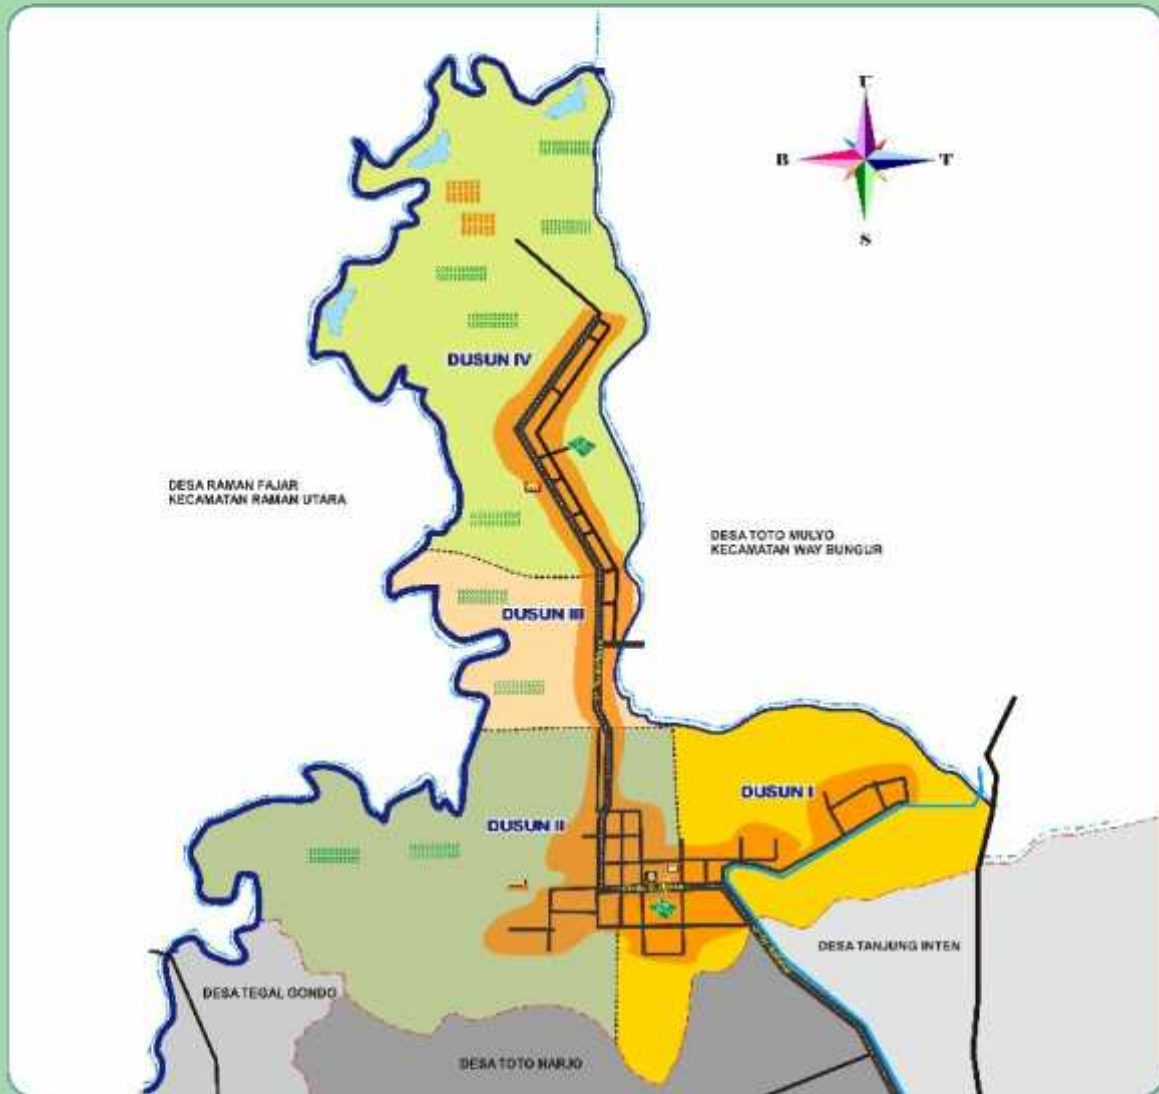 U
B
T
S
DUSUN IV
DESA RAMAN FAJAR
KECAMATAN RAMAN UTARA
DESA TOTO MULYO
KECAMATAN WAY BUNGUR
DUSUN III
DUSUN I
DUSUN II
DESA TANJUNG INTEN
DESA TEGAL GONDO
DESA TOTO HARJO